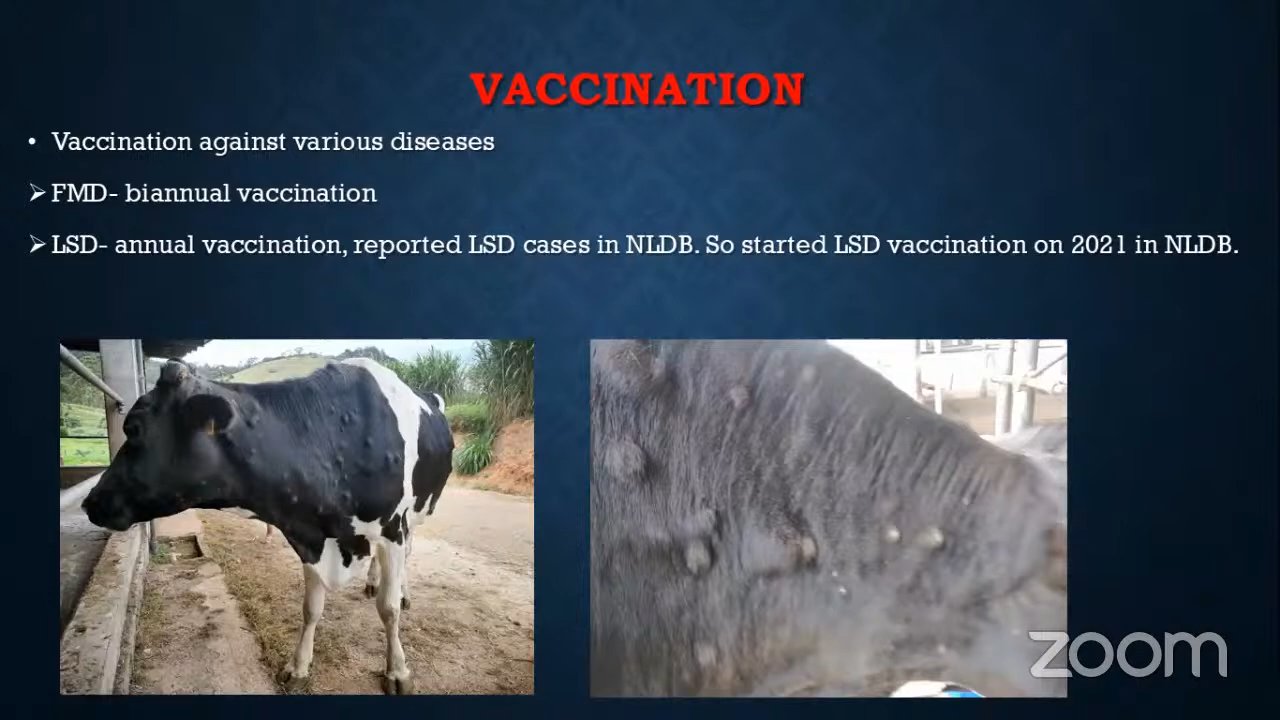 VACCINATION
• Vaccination against various diseases
➢ FMD- biannual vaccination
➢ LSD- annual vaccination, reported LSD cases in NLDB. So started LSD vaccination on 2021 in NLDB.
zoom